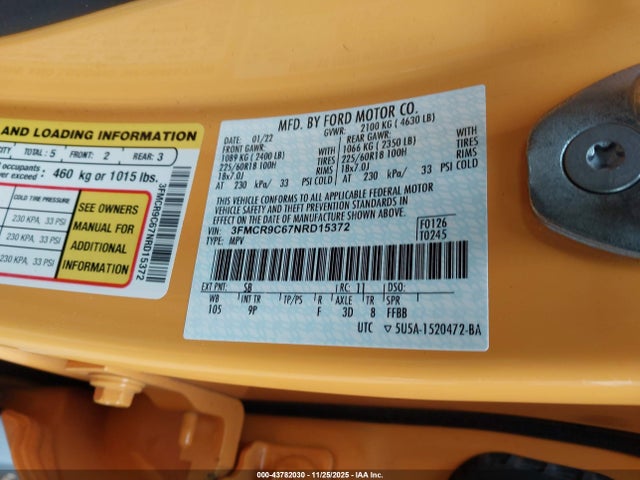 AND LOADING INFORMATION
CITY TOTAL: 5 FRONT: 2 REAR: 3
occupants
exceed: 460 kg or 1015 lbs.
COLD TIRE PRESSURE
230 KPA, 33 PSI
230 KPA, 33 PSI
230 KPA, 33 PSI
SEE OWNERS
MANUAL FOR
ADDITIONAL
INFORMATION
3FMCR9C67NRD15372
MFD. BY FORD MOTOR CO.
DATE: 01/22 GVWR: 2100 KG ( 4630 LB)
FRONT GAWR: REAR GAWR:
1089 KG ( 2400 LB) WITH 1066 KG ( 2350 LB) WITH
225/60R18 100H TIRES 225/60R18 100H TIRES
18x7.0J RIMS 18x7.0J RIMS
AT 230 kPa/ 33 PSI COLD AT 230 kPa/ 33 PSI COLD
THIS VEHICLE CONFORMS TO ALL APPLICABLE FEDERAL MOTOR
VEHICLE SAFETY AND THEFT PREVENTION STANDARDS IN
EFFECT ON THE DATE OF MANUFACTURE SHOWN ABOVE.
VIN: 3FMCR9C67NRD15372 F0126
TYPE: MPV T0245
EXT PNT: SB RC: 11 DSO:
WB INT TR TP/PS R AXLE TR SPR
105 9P F 3D 8 FFBB
UTC ▽ 5U5A-1520472-BA
000-43782030 - 11/25/2025 - IAA Inc.